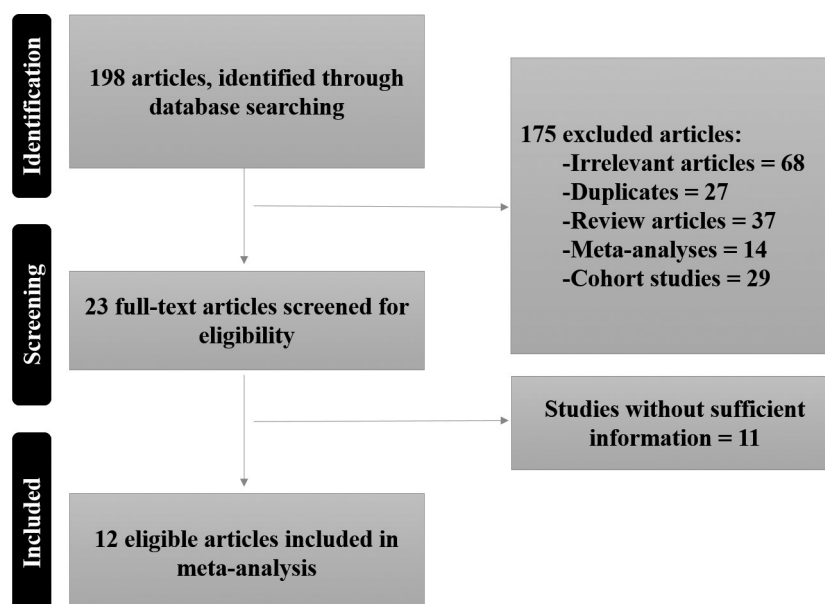 Identification
198 articles, identified through
database searching
175 excluded articles:
-Irrelevant articles = 68
-Duplicates = 27
-Review articles = 37
-Meta-analyses = 14
-Cohort studies = 29
Screening
23 full-text articles screened for
eligibility
Studies without sufficient
information = 11
Included
12 eligible articles included in
meta-analysis